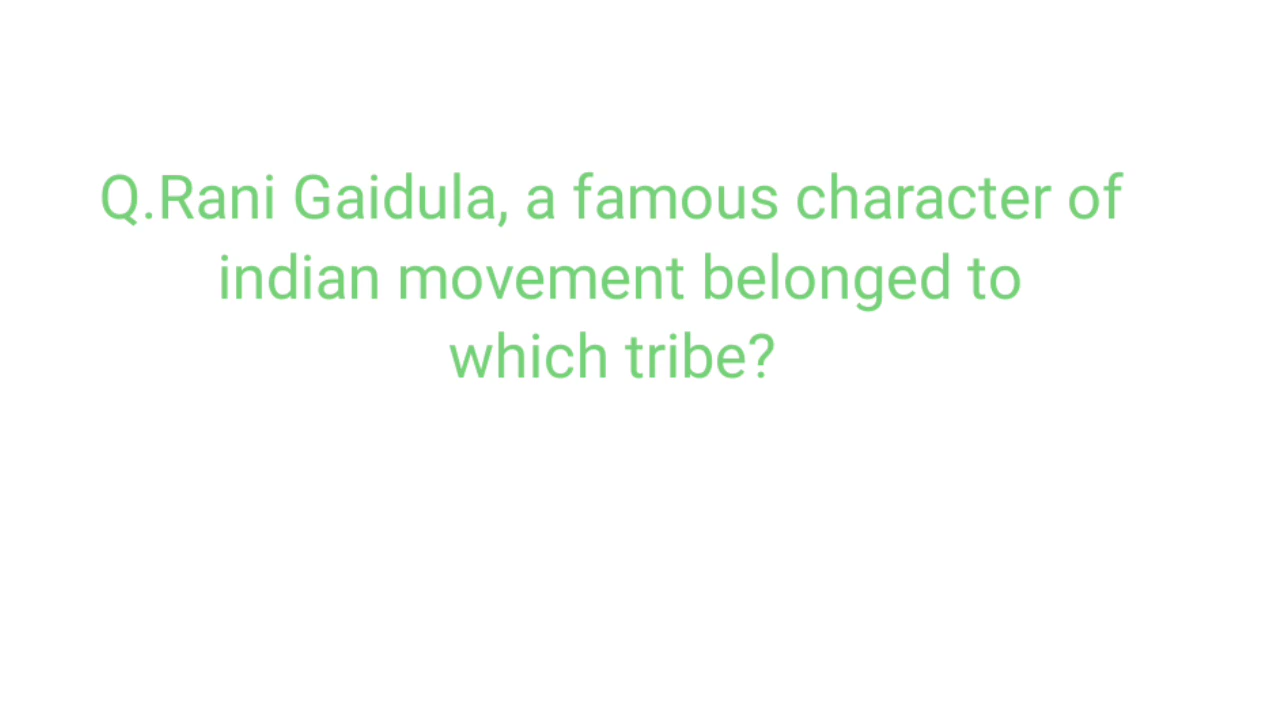 Q.Rani Gaidula, a famous character of
indian movement belonged to
which tribe?